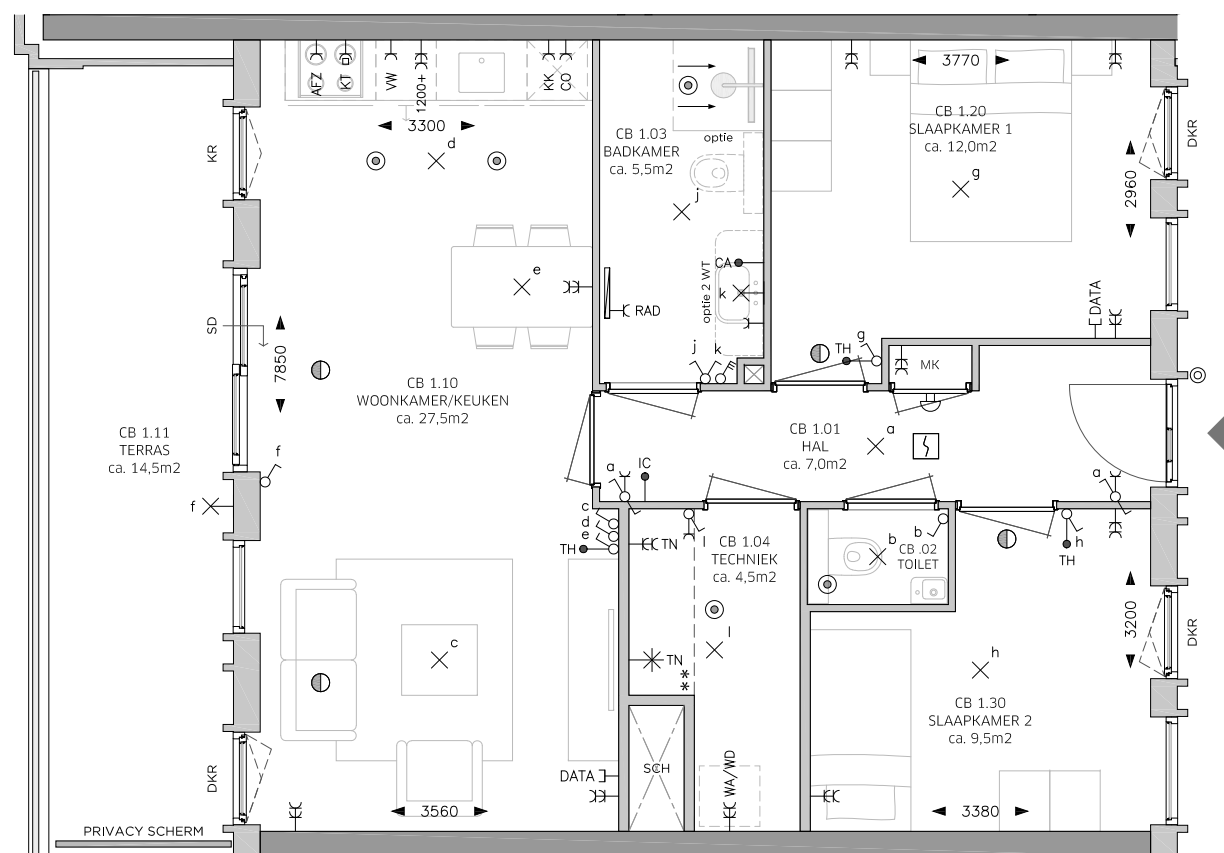 AFZ
KT
VW
1200+
KK
CO
3300
d
KR
CB 1.03
BADKAMER
ca. 5,5m2
optie
j
3770
CB 1.20
SLAAPKAMER 1
ca. 12,0m2
g
DKR
2960
e
RAD
CA
k
optie 2 WT
DATA
SD
7850
j
k
E
TH
g
MK
CB 1.10
WOONKAMER/KEUKEN
ca. 27,5m2
CB 1.11
TERRAS
ca. 14,5m2
f
f
CB 1.01
HAL
ca. 7,0m2
a
a
IC
a
c
d
e
TH
TN
l
CB 1.04
TECHNIEK
ca. 4,5m2
b
b
CB .02
TOILET
h
TH
3200
DKR
c
TN
**
l
h
CB 1.30
SLAAPKAMER 2
ca. 9,5m2
DKR
DATA
SCH
WA/WD
3560
3380
PRIVACY SCHERM